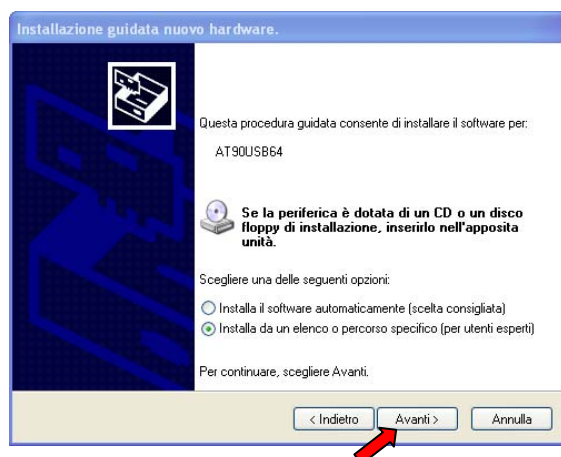 Installazione guidata nuovo hardware.
Questa procedura guidata consente di installare il software per:
AT90USB64
Se la periferica è dotata di un CD o un disco
floppy di installazione, inserirlo nell'apposita
unità.
Scegliere una delle seguenti opzioni:
Installa il software automaticamente (scelta consigliata)
Installa da un elenco o percorso specifico (per utenti esperti)
Per continuare, scegliere Avanti.
< Indietro Avanti > Annulla